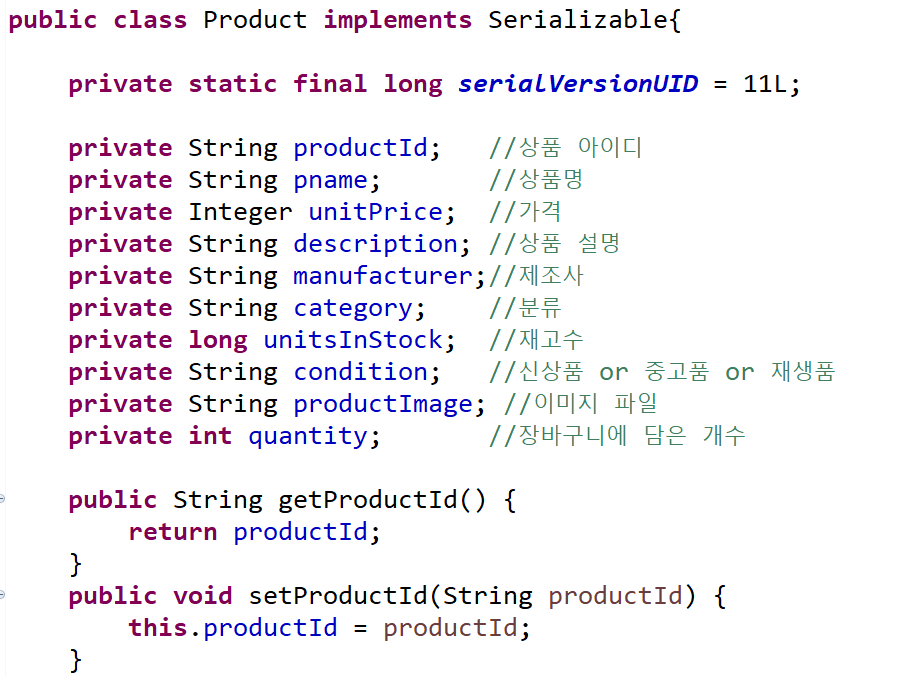 public class Product implements Serializable{
private static final long serialVersionUID = 11L;
private String productId; //상품 아이디
private String pname; //상품명
private Integer unitPrice; //가격
private String description; //상품 설명
private String manufacturer;//제조사
private String category; //분류
private long unitsInStock; //재고수
private String condition; //신상품 or 중고품 or 재생품
private String productImage; //이미지 파일
private int quantity; //장바구니에 담은 개수
public String getProductId() {
return productId;
}
public void setProductId(String productId) {
this.productId = productId;
}